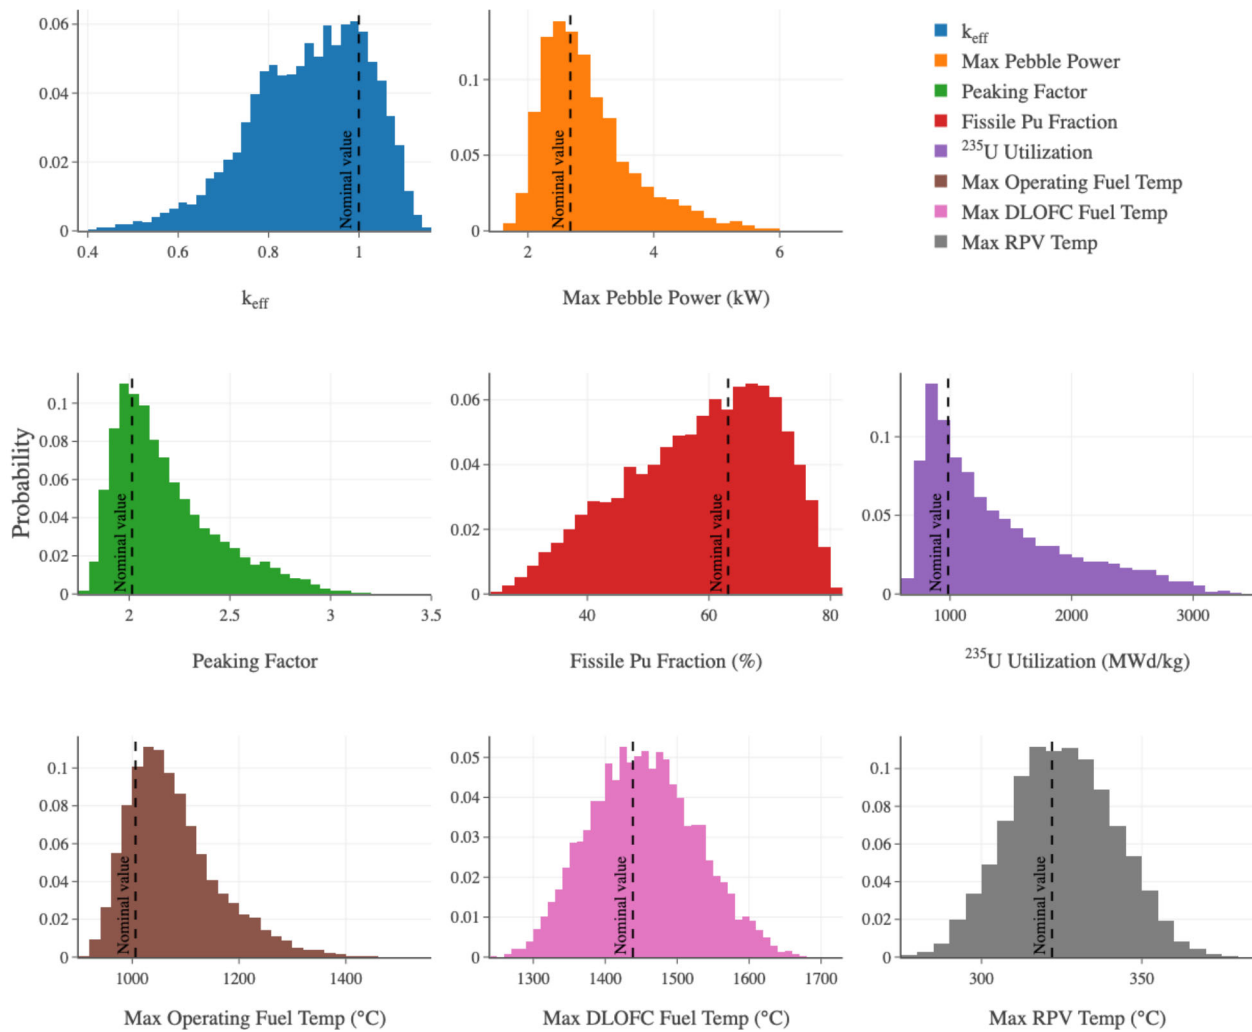 0.06
0.04
0.02
0
0.4
0.6
0.8
1
Nominal value
k_eff
0.1
0.05
0
2
4
6
Nominal value
Max Pebble Power (kW)
k_eff
Max Pebble Power
Peaking Factor
Fissile Pu Fraction
²³⁵U Utilization
Max Operating Fuel Temp
Max DLOFC Fuel Temp
Max RPV Temp
Probability
0.1
0.08
0.06
0.04
0.02
0
2
2.5
3
3.5
Nominal value
Peaking Factor
0.06
0.04
0.02
0
40
60
80
Nominal value
Fissile Pu Fraction (%)
0.1
0.05
0
1000
2000
3000
Nominal value
²³⁵U Utilization (MWd/kg)
0.1
0.08
0.06
0.04
0.02
0
1000
1200
1400
Nominal value
Max Operating Fuel Temp (°C)
0.05
0.04
0.03
0.02
0.01
0
1300
1400
1500
1600
1700
Nominal value
Max DLOFC Fuel Temp (°C)
0.1
0.08
0.06
0.04
0.02
0
300
350
Nominal value
Max RPV Temp (°C)